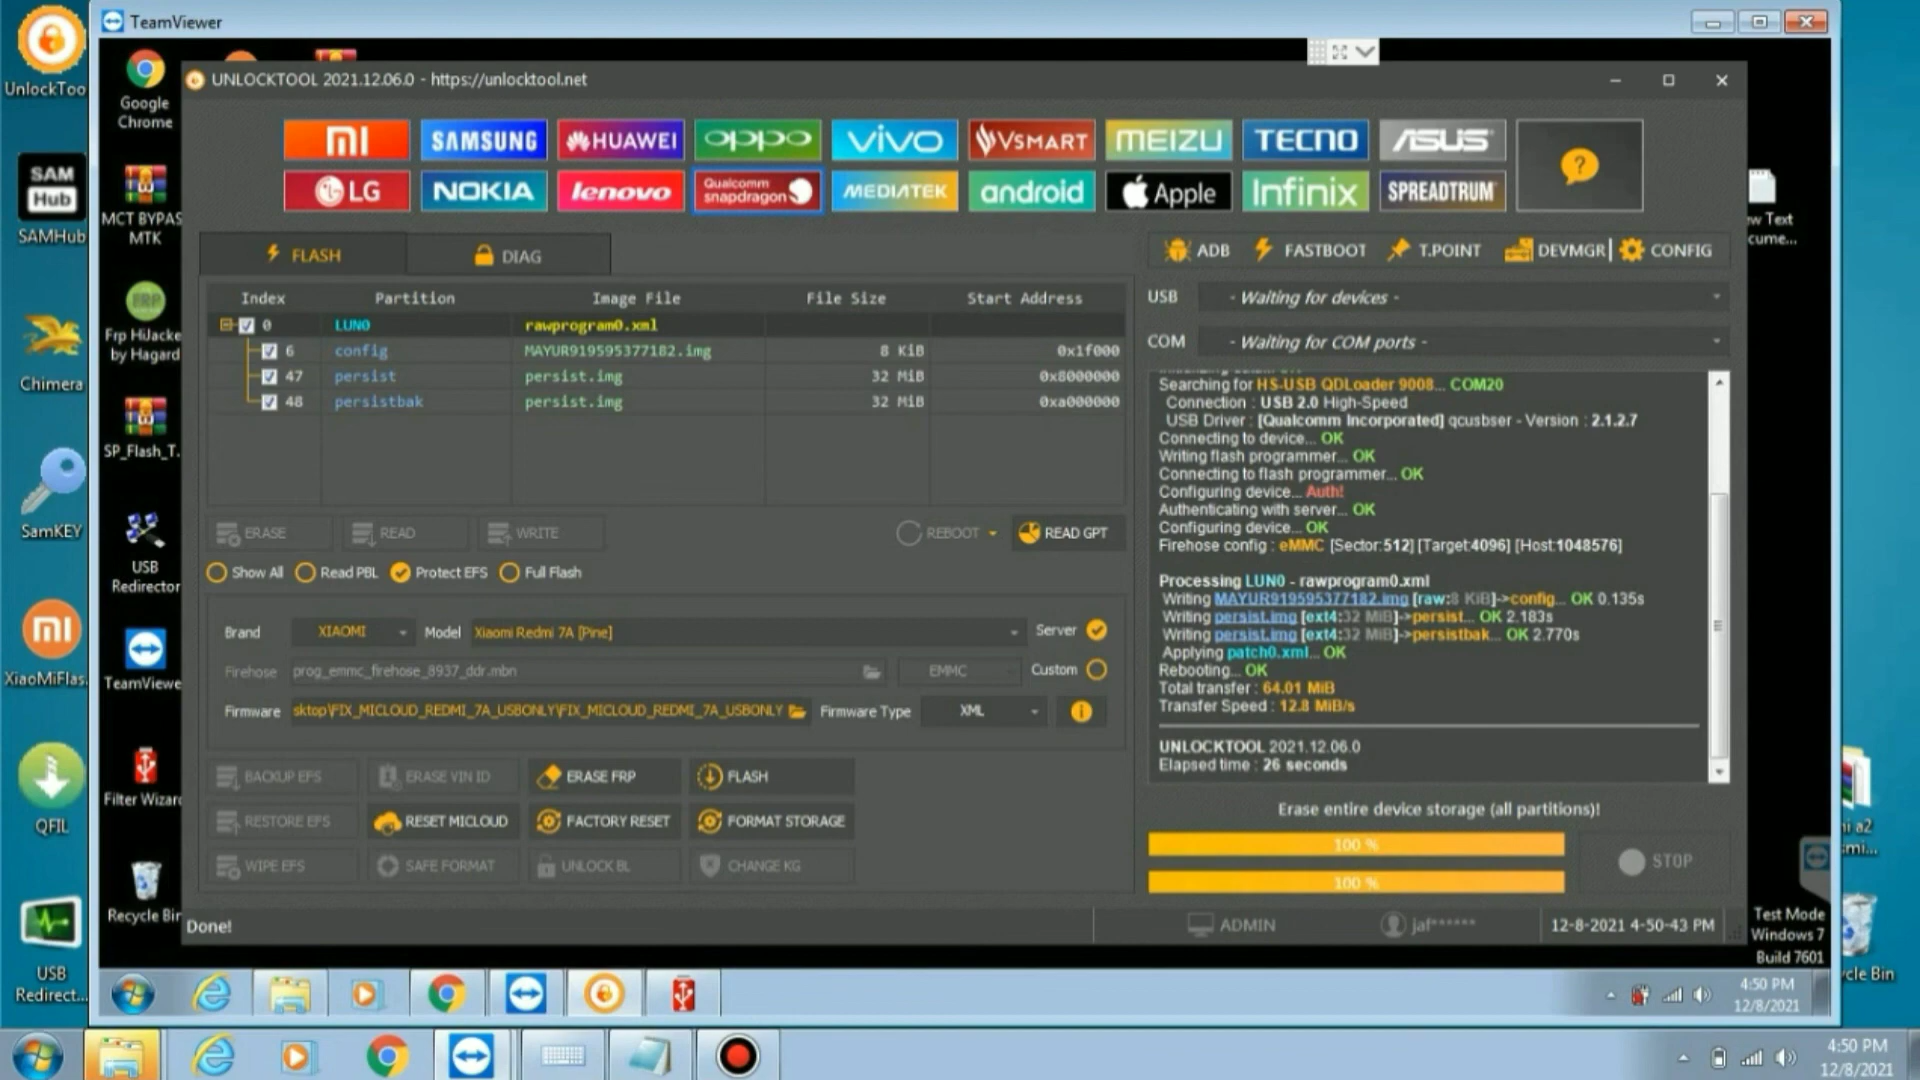 TeamViewer
UnlockToo
SAM
Hub
SAMHub
Chimera
SamKEY
XiaoMiFlas.
QFIL
USB
Redirect...
Google
Chrome
MCT BYPAS
MTK
FRP
Frp HiJacke
by Hagard
SP_Flash_T.
USB
Redirector
TeamViewe
Filter Wizard
Recycle Bin
UNLOCKTOOL 2021.12.06.0 - https://unlocktool.net
MI
SAMSUNG
HUAWEI
oppo
vivo
VSMART
MEIZU
TECNO
ASUS
?
LG
NOKIA
lenovo
Qualcomm
snapdragon
MEDIATEK
android
Apple
Infinix
SPREADTRUM
FLASH
DIAG
ADB
FASTBOOT
T.POINT
DEVMGR
CONFIG
Index Partition Image File File Size Start Address
0 LUN0 rawprogram0.xml
6 config MAYUR919595377182.img 8 KiB 0x1f000
47 persist persist.img 32 MiB 0x8000000
48 persistbak persist.img 32 MiB 0xa000000
ERASE READ WRITE REBOOT READ GPT
Show All Read PBL Protect EFS Full Flash
Brand XIAOMI Model Xiaomi Redmi 7A [Pine] Server
Firehose prog_emmc_firehose_8937_ddr.mbn EMMC Custom
Firmware sktop\FIX_MICLOUD_REDMI_7A_USBONLY\FIX_MICLOUD_REDMI_7A_USBONLY Firmware Type XML
BACKUP EFS ERASE VIN ID ERASE FRP FLASH
RESTORE EFS RESET MICLOUD FACTORY RESET FORMAT STORAGE
WIPE EFS SAFE FORMAT UNLOCK BL CHANGE KG
USB - Waiting for devices -
COM - Waiting for COM ports -
Searching for HS-USB QDLoader 9008... COM20
Connection : USB 2.0 High-Speed
USB Driver : [Qualcomm Incorporated] qcusbser - Version : 2.1.2.7
Connecting to device... OK
Writing flash programmer... OK
Connecting to flash programmer... OK
Configuring device... Auth!
Authenticating with server... OK
Configuring device... OK
Firehose config : eMMC [Sector:512] [Target:4096] [Host:1048576]
Processing LUN0 - rawprogram0.xml
Writing MAYUR919595377182.img [raw:8 KiB]->config... OK 0.135s
Writing persist.img [ext4:32 MiB]->persist... OK 2.183s
Writing persist.img [ext4:32 MiB]->persistbak... OK 2.770s
Applying patch0.xml... OK
Rebooting... OK
Total transfer : 64.01 MiB
Transfer Speed : 12.8 MiB/s
UNLOCKTOOL 2021.12.06.0
Elapsed time : 26 seconds
Erase entire device storage (all partitions)!
100 %
100 %
STOP
Done!
ADMIN
jaf******
12-8-2021 4-50-43 PM
w Text
cume...
Test Mode
Windows 7
Build 7601
4:50 PM
12/8/2021
cle Bin
4:50 PM
12/8/2021